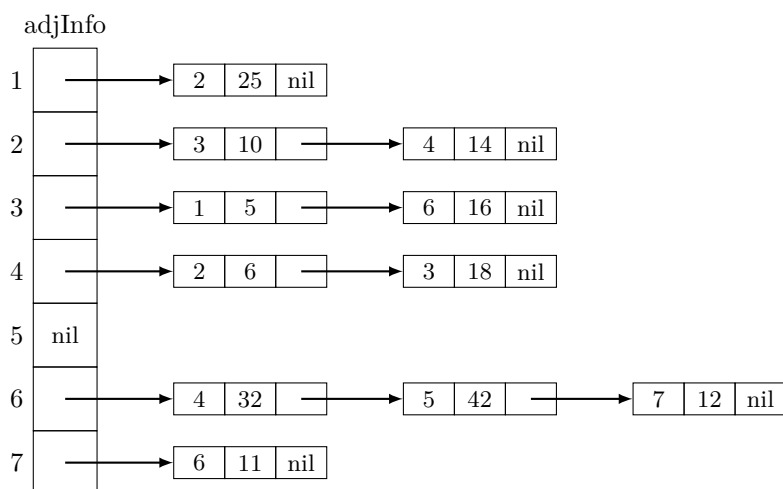 adjInfo
1 2 25 nil
2 3 10 4 14 nil
3 1 5 6 16 nil
4 2 6 3 18 nil
5 nil
6 4 32 5 42 7 12 nil
7 6 11 nil